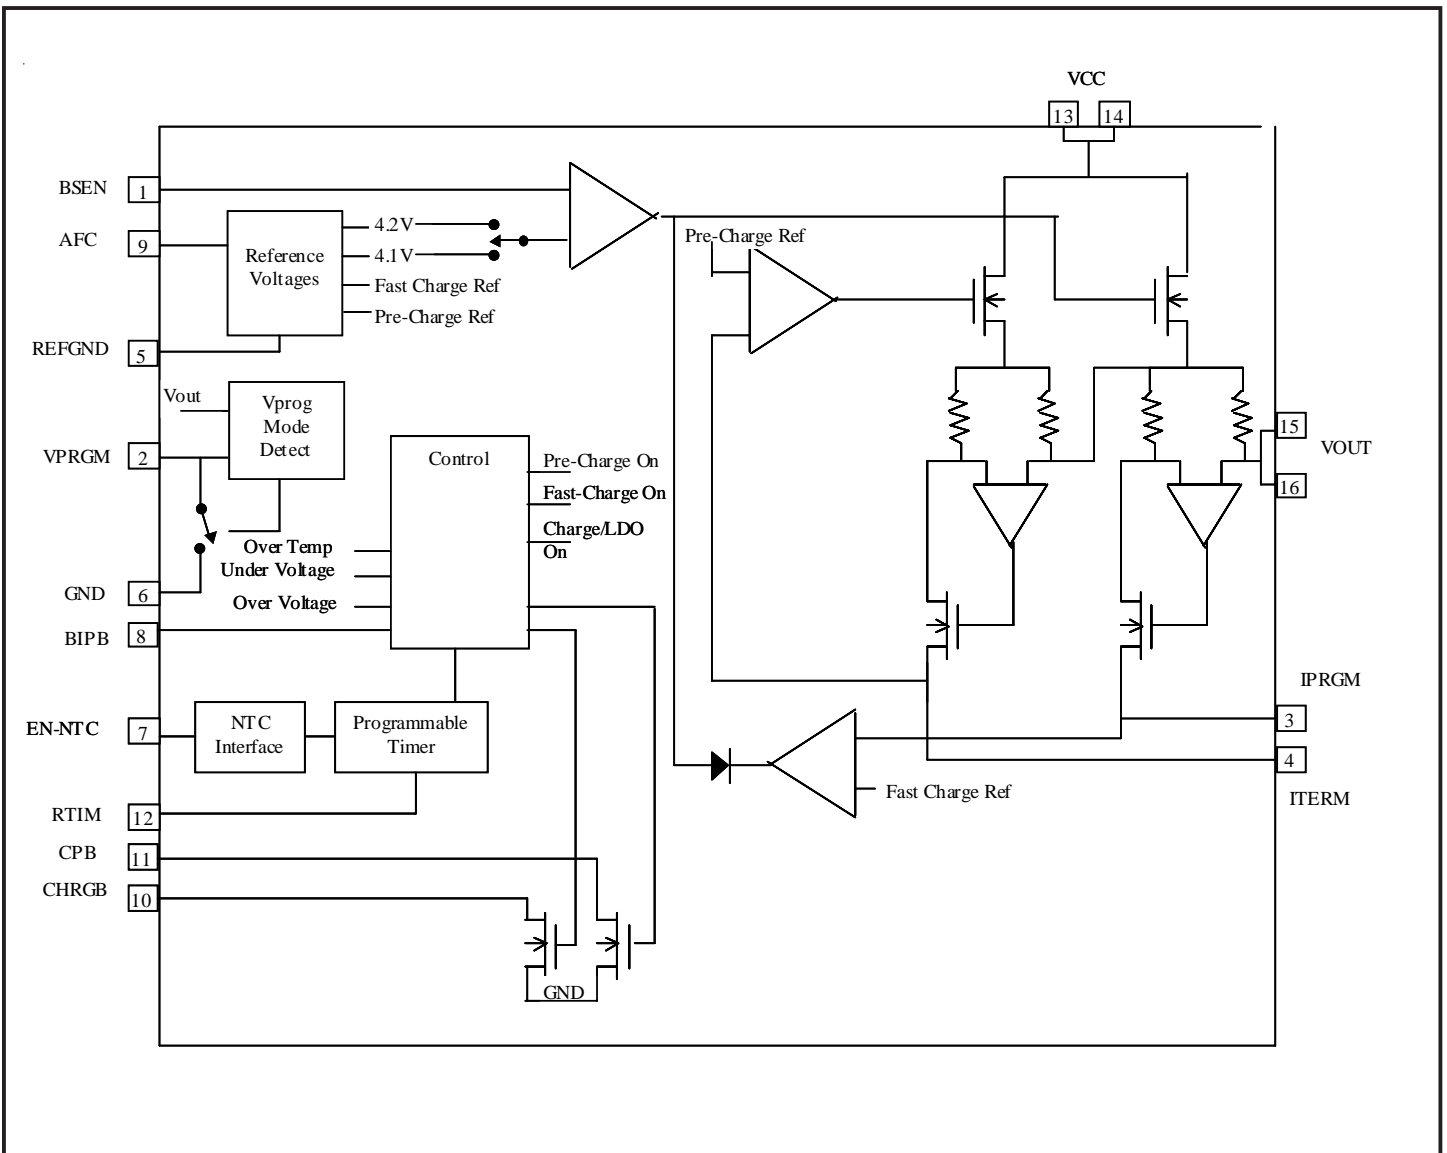 VCC
13 14
BSEN 1
AFC 9
Reference
Voltages
4.2V
4.1V
Fast Charge Ref
Pre-Charge Ref
Pre-Charge Ref
REFGND 5
Vout
Vprog
Mode
Detect
VPRGM 2
Control
Pre-Charge On
Fast-Charge On
Charge/LDO
On
Over Temp
Under Voltage
Over Voltage
GND 6
BIPB 8
15
VOUT
16
EN-NTC 7
NTC
Interface
Programmable
Timer
IPRGM
3
4
ITERM
Fast Charge Ref
RTIM 12
CPB 11
CHRGB 10
GND